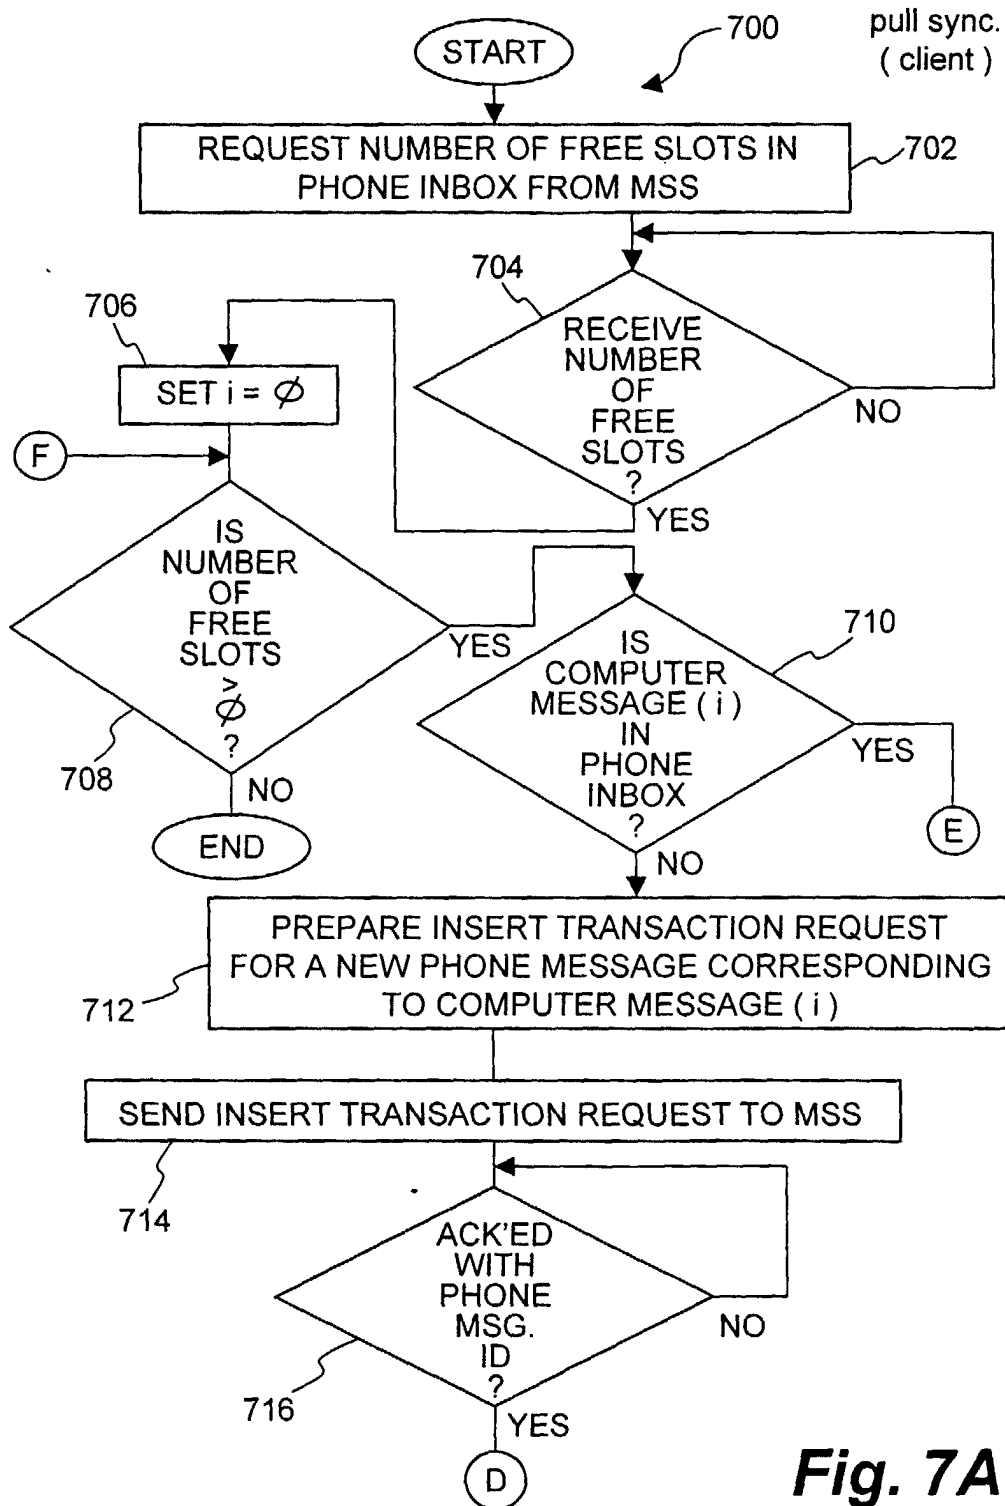 pull sync.
( client )
700
START
REQUEST NUMBER OF FREE SLOTS IN
PHONE INBOX FROM MSS
702
704
RECEIVE
NUMBER
OF
FREE
SLOTS
?
NO
YES
706
SET i = ϕ
F
IS
NUMBER
OF
FREE
SLOTS
>
ϕ
?
YES
708
NO
END
710
IS
COMPUTER
MESSAGE ( i )
IN
PHONE
INBOX
?
YES
E
NO
PREPARE INSERT TRANSACTION REQUEST
FOR A NEW PHONE MESSAGE CORRESPONDING
TO COMPUTER MESSAGE ( i )
712
SEND INSERT TRANSACTION REQUEST TO MSS
714
ACK'ED
WITH
PHONE
MSG.
ID
?
NO
716
YES
D
Fig. 7A